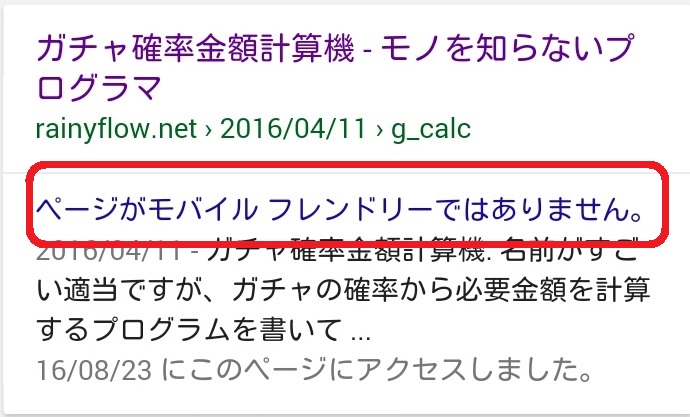 ガチャ確率金額計算機 - モノを知らないプ
ログラマ
rainyflow.net › 2016/04/11 › g_calc
ページがモバイル フレンドリーではありません。
2016/04/11 - ガチャ確率金額計算機. 名前がすご
い適当ですが、ガチャの確率から必要金額を計算
するプログラムを書いて ...
16/08/23 にこのページにアクセスしました。